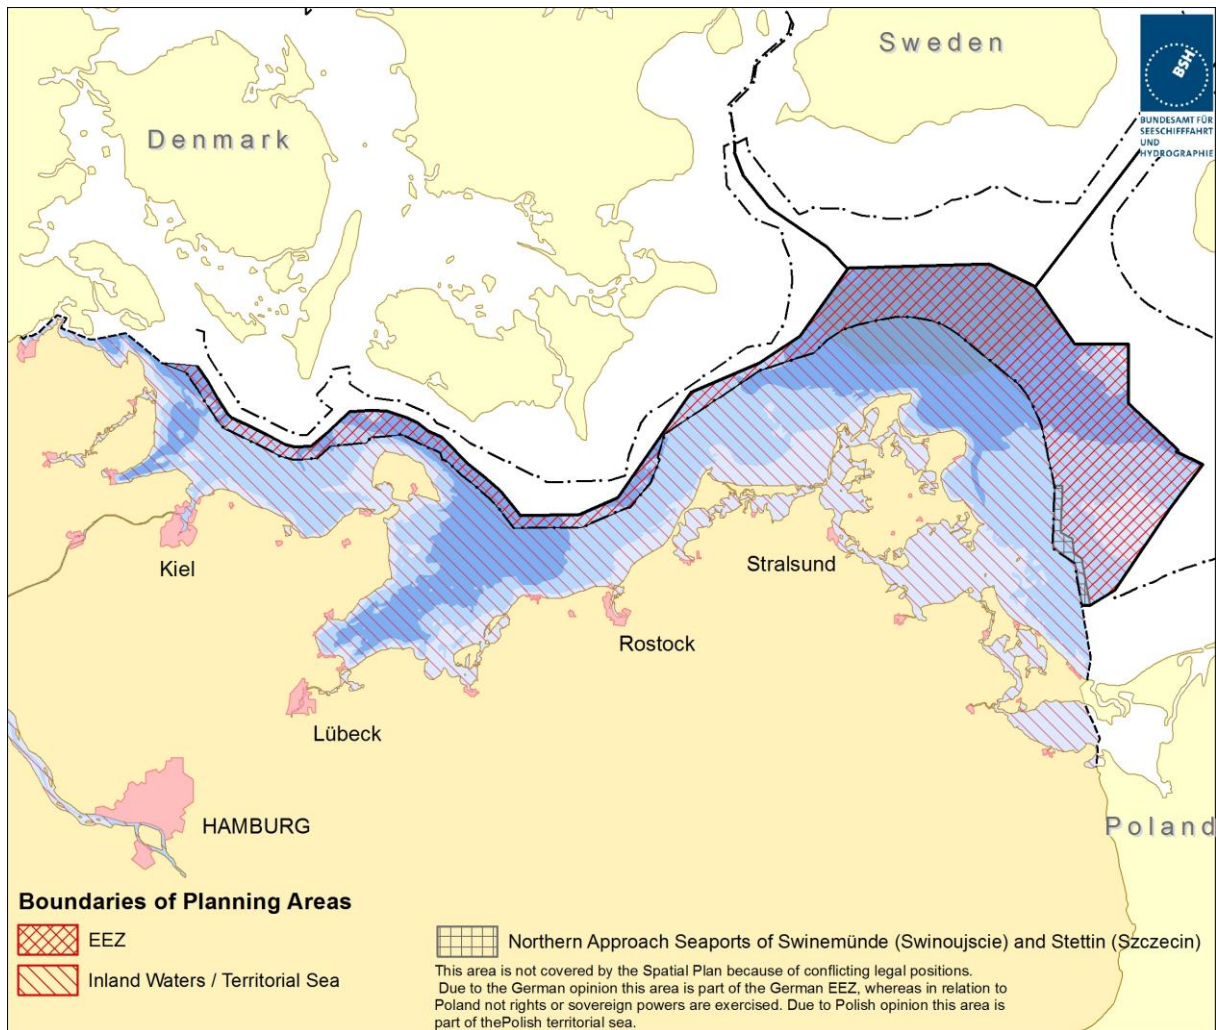 Sweden
BSH
BUNDESAMT FÜR
SEESCHIFFFAHRT
UND
HYDROGRAPHIE
Denmark
Kiel
Stralsund
Rostock
Lübeck
HAMBURG
Poland
Boundaries of Planning Areas
EEZ
Inland Waters / Territorial Sea
Northern Approach Seaports of Swinemünde (Swinoujscie) and Stettin (Szczecin)
This area is not covered by the Spatial Plan because of conflicting legal positions.
Due to the German opinion this area is part of the German EEZ, whereas in relation to
Poland not rights or sovereign powers are exercised. Due to Polish opinion this area is
part of thePolish territorial sea.